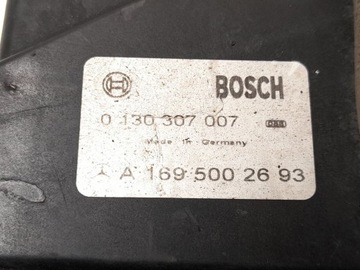 BOSCH
0 130 307 007
Made in Germany
A 169 500 26 93